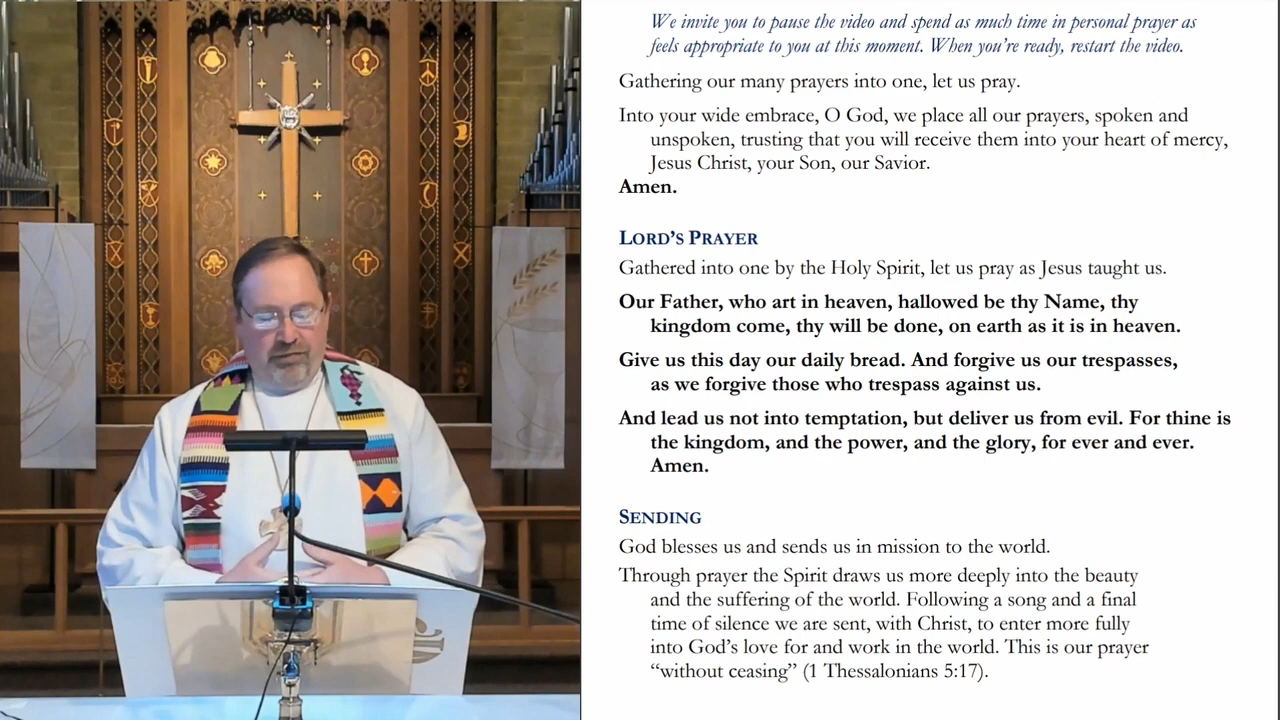 We invite you to pause the video and spend as much time in personal prayer as
feels appropriate to you at this moment. When you’re ready, restart the video.
Gathering our many prayers into one, let us pray.
Into your wide embrace, O God, we place all our prayers, spoken and
unspoken, trusting that you will receive them into your heart of mercy,
Jesus Christ, your Son, our Savior.
Amen.
LORD’S PRAYER
Gathered into one by the Holy Spirit, let us pray as Jesus taught us.
Our Father, who art in heaven, hallowed be thy Name, thy
kingdom come, thy will be done, on earth as it is in heaven.
Give us this day our daily bread. And forgive us our trespasses,
as we forgive those who trespass against us.
And lead us not into temptation, but deliver us from evil. For thine is
the kingdom, and the power, and the glory, for ever and ever.
Amen.
SENDING
God blesses us and sends us in mission to the world.
Through prayer the Spirit draws us more deeply into the beauty
and the suffering of the world. Following a song and a final
time of silence we are sent, with Christ, to enter more fully
into God’s love for and work in the world. This is our prayer
“without ceasing” (1 Thessalonians 5:17).